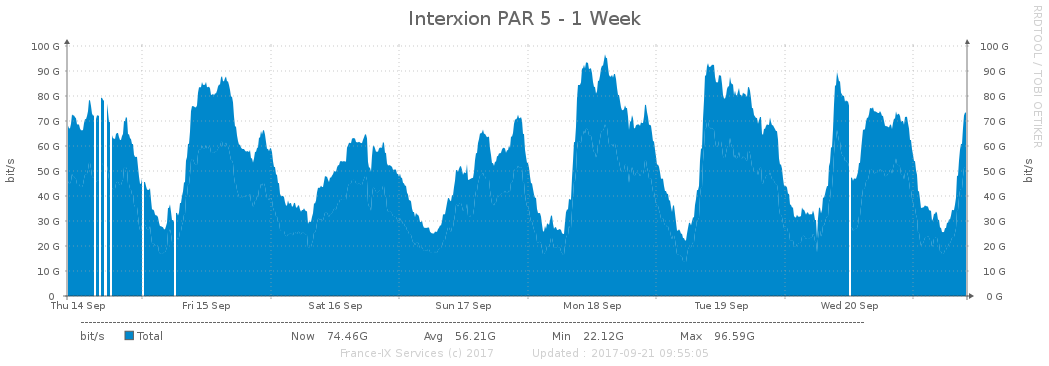 Interxion PAR 5 - 1 Week
RRDTOOL / TOBI OETIKER
bit/s
bit/s
100 G 100 G
90 G 90 G
80 G 80 G
70 G 70 G
60 G 60 G
50 G 50 G
40 G 40 G
30 G 30 G
20 G 20 G
10 G 10 G
0 0 G
Thu 14 Sep Fri 15 Sep Sat 16 Sep Sun 17 Sep Mon 18 Sep Tue 19 Sep Wed 20 Sep
bit/s Total Now 74.46G Avg 56.21G Min 22.12G Max 96.59G
France-IX Services (c) 2017 Updated : 2017-09-21 09:55:05